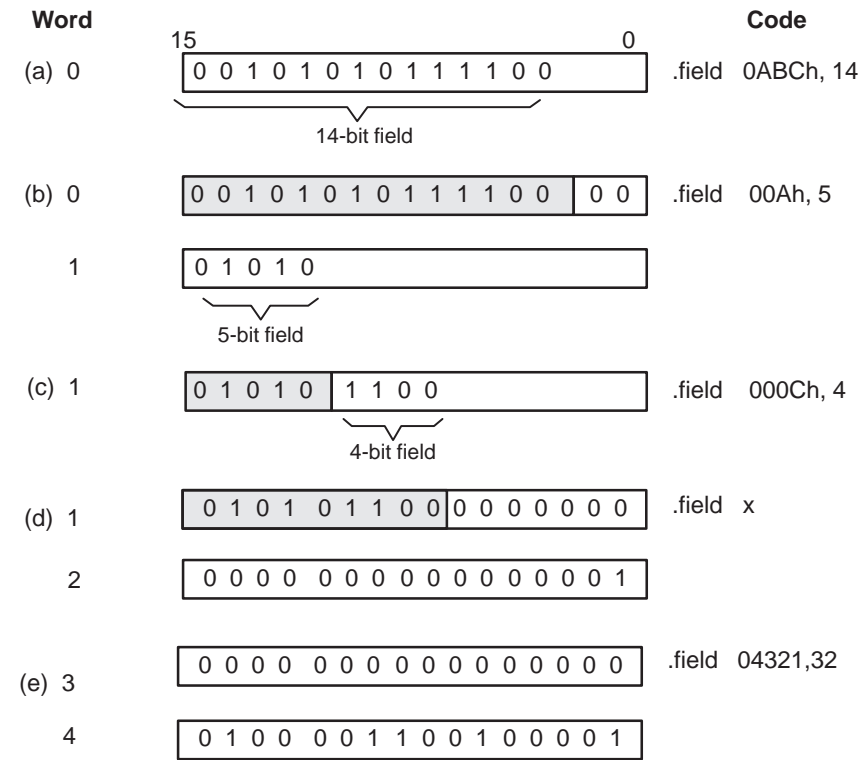 Word Code
15 0
(a) 0 0 0 1 0 1 0 1 0 1 1 1 1 0 0 .field 0ABCh, 14
14-bit field
(b) 0 0 0 1 0 1 0 1 0 1 1 1 1 0 0 0 0 .field 00Ah, 5
1 0 1 0 1 0
5-bit field
(c) 1 0 1 0 1 0 1 1 0 0 .field 000Ch, 4
4-bit field
(d) 1 0 1 0 1 0 1 1 0 0 0 0 0 0 0 0 0 .field x
2 0 0 0 0 0 0 0 0 0 0 0 0 0 0 0 1
(e) 3 0 0 0 0 0 0 0 0 0 0 0 0 0 0 0 0 .field 04321,32
4 0 1 0 0 0 0 1 1 0 0 1 0 0 0 0 1